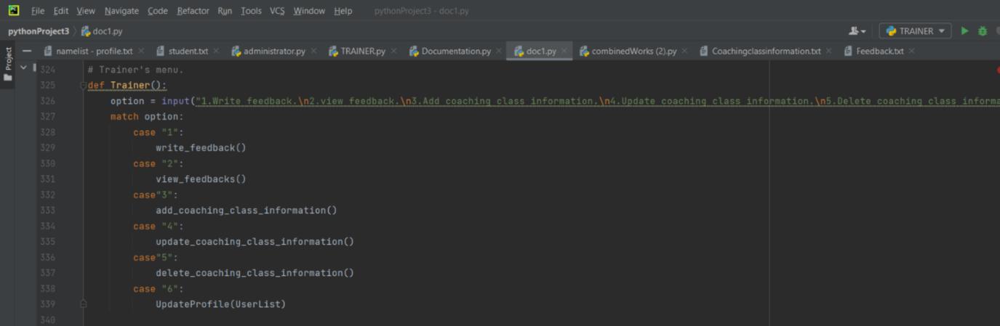 File Edit View Navigate Code Refactor Run Tools VCS Window Help pythonProject3 - doc1.py
pythonProject3 doc1.py TRAINER
Project namelist - profile.txt student.txt administrator.py TRAINER.py Documentation.py doc1.py combinedWorks (2).py Coachingclassinformation.txt Feedback.txt
324 # Trainer's menu.
325 def Trainer():
326 option = input("1.Write feedback.\n2.view feedback.\n3.Add coaching class information.\n4.Update coaching class information.\n5.Delete coaching class informa
327 match option:
328 case "1":
329 write_feedback()
330 case "2":
331 view_feedbacks()
332 case"3":
333 add_coaching_class_information()
334 case "4":
335 update_coaching_class_information()
336 case"5":
337 delete_coaching_class_information()
338 case "6":
339 UpdateProfile(UserList)
340